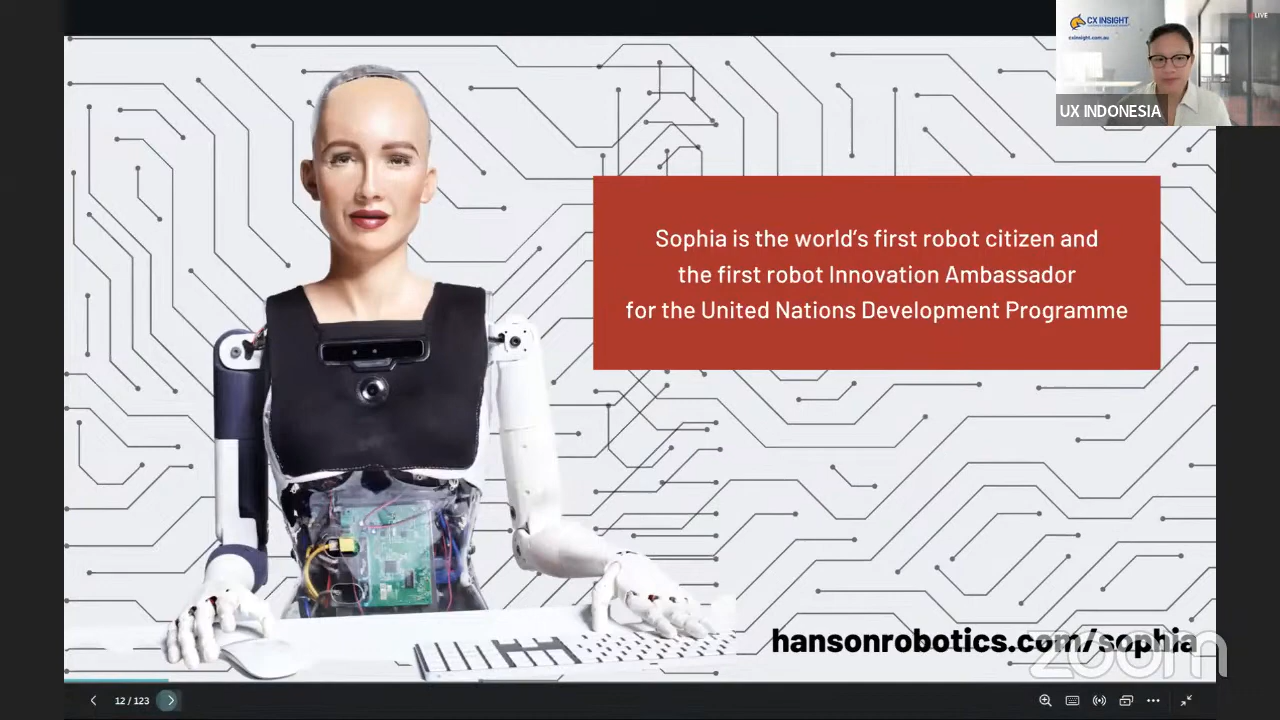 CX INSIGHT
cxinsight.com.au
LIVE
UX INDONESIA
Sophia is the world’s first robot citizen and
the first robot Innovation Ambassador
for the United Nations Development Programme
hansonrobotics.com/sophia
zoom
12 / 123